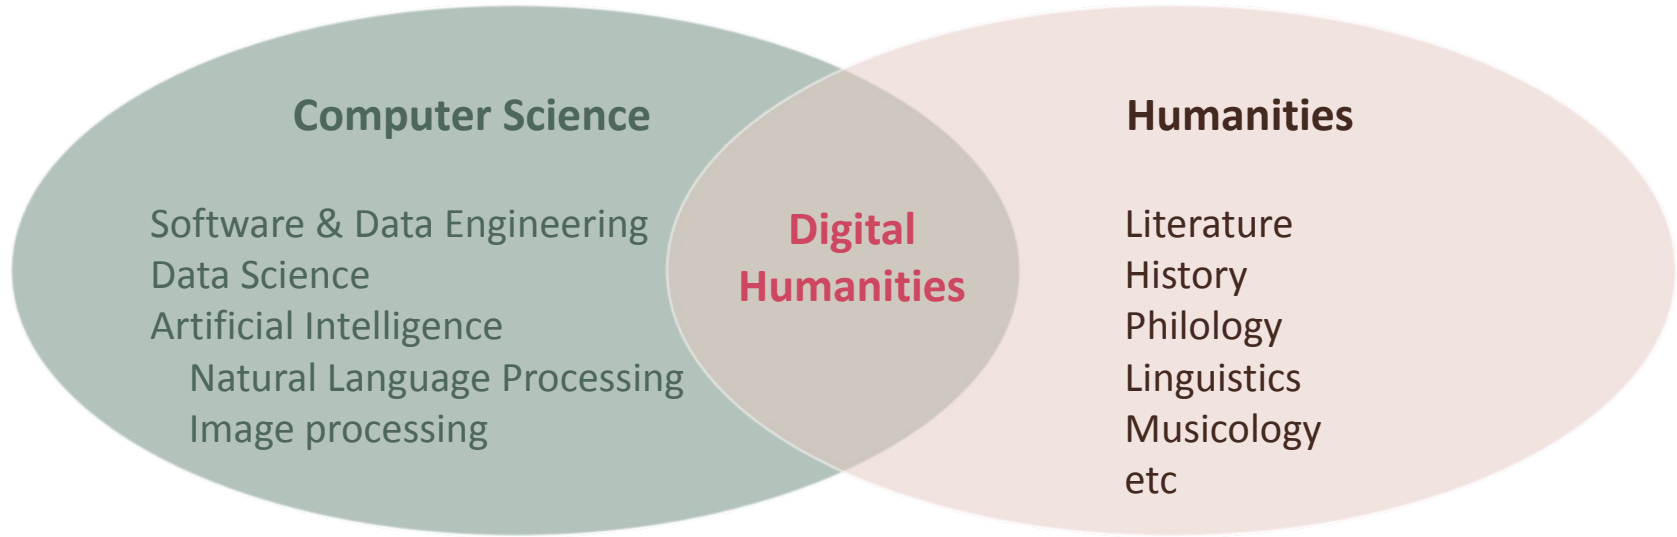 Computer Science
Software & Data Engineering
Data Science
Artificial Intelligence
Natural Language Processing
Image processing
Digital
Humanities
Humanities
Literature
History
Philology
Linguistics
Musicology
etc